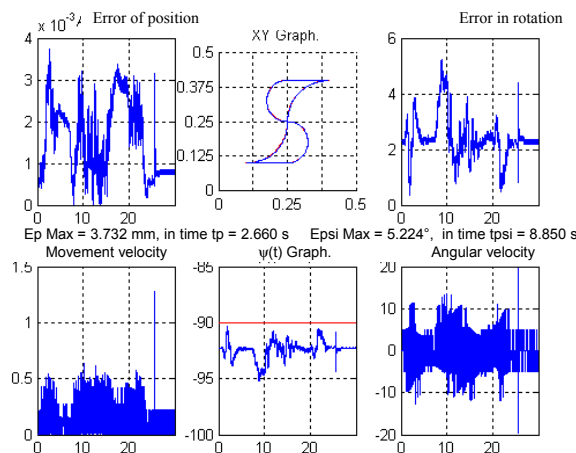 Error of position
Error in rotation
XY Graph.
4
3
2
1
0
0 10 20
0.5
0.375
0.25
0.125
0
0 0.25 0.5
6
4
2
0
0 10 20
Ep Max = 3.732 mm, in time tp = 2.660 s Epsi Max = 5.224°, in time tpsi = 8.850 s
Movement velocity
ψ(t) Graph.
Angular velocity
1.5
1
0.5
0
0 10 20
-85
-90
-95
-100
0 10 20
20
10
0
-10
-20
0 10 20